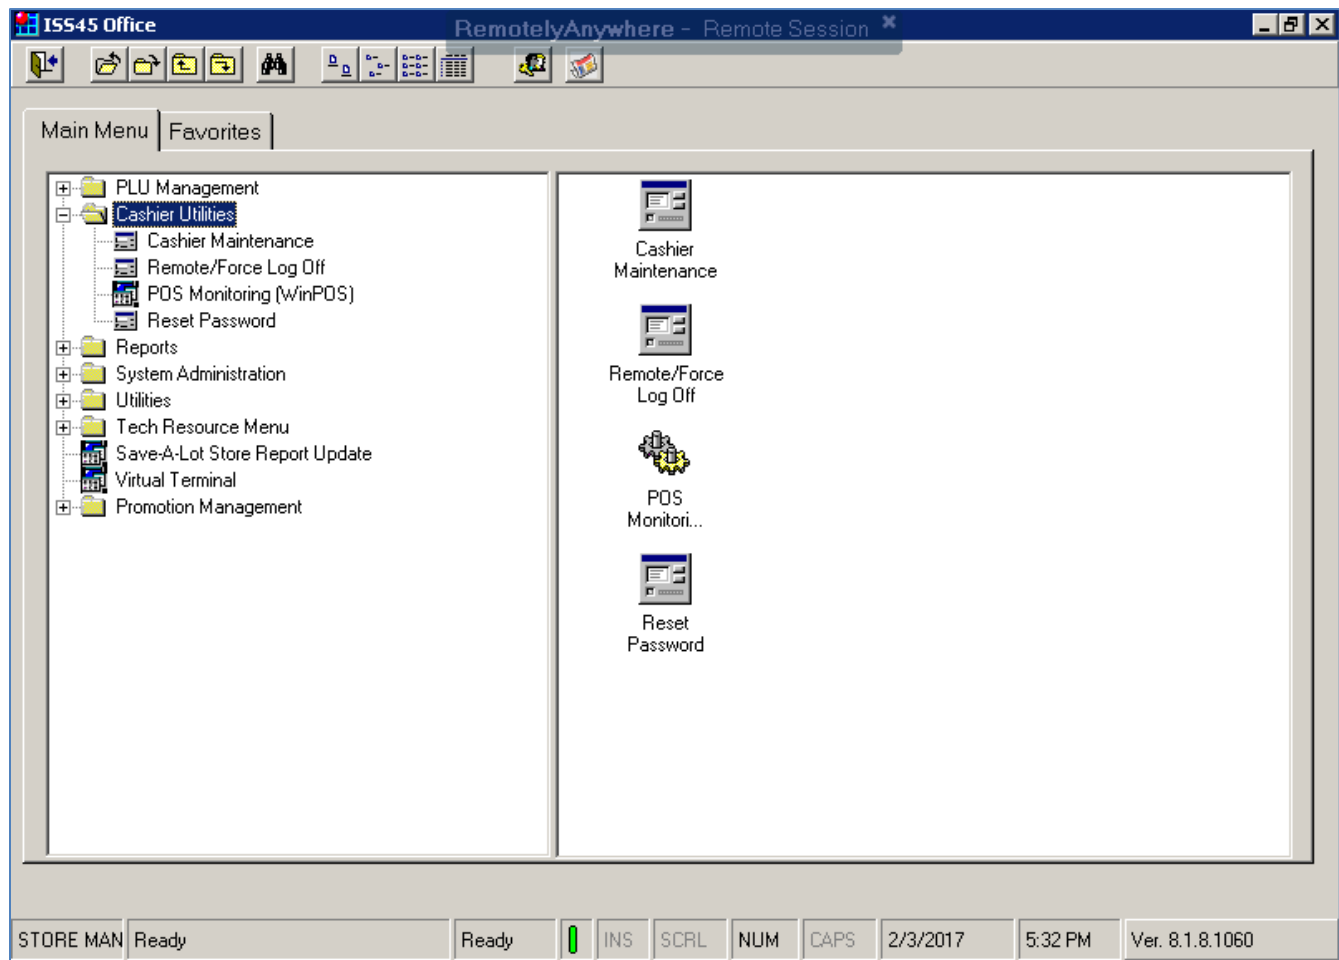 ISS45 Office
RemotelyAnywhere - Remote Session
Main Menu
Favorites
PLU Management
Cashier Utilities
Cashier Maintenance
Remote/Force Log Off
POS Monitoring (WinPOS)
Reset Password
Reports
System Administration
Utilities
Tech Resource Menu
Save-A-Lot Store Report Update
Virtual Terminal
Promotion Management
Cashier
Maintenance
Remote/Force
Log Off
POS
Monitori...
Reset
Password
STORE MAN
Ready
Ready
INS
SCRL
NUM
CAPS
2/3/2017
5:32 PM
Ver. 8.1.8.1060